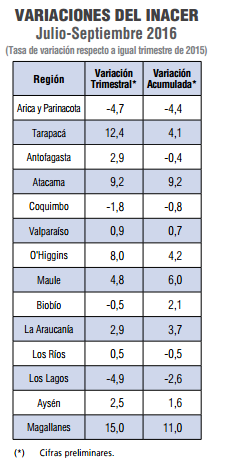 VARIACIONES DEL INACER
Julio-Septiembre 2016
(Tasa de variación respecto a igual trimestre de 2015)
Región Variación Trimestral* Variación Acumulada*
Arica y Parinacota -4,7 -4,4
Tarapacá 12,4 4,1
Antofagasta 2,9 -0,4
Atacama 9,2 9,2
Coquimbo -1,8 -0,8
Valparaíso 0,9 0,7
O'Higgins 8,0 4,2
Maule 4,8 6,0
Biobío -0,5 2,1
La Araucanía 2,9 3,7
Los Ríos 0,5 -0,5
Los Lagos -4,9 -2,6
Aysén 2,5 1,6
Magallanes 15,0 11,0
(*) Cifras preliminares.